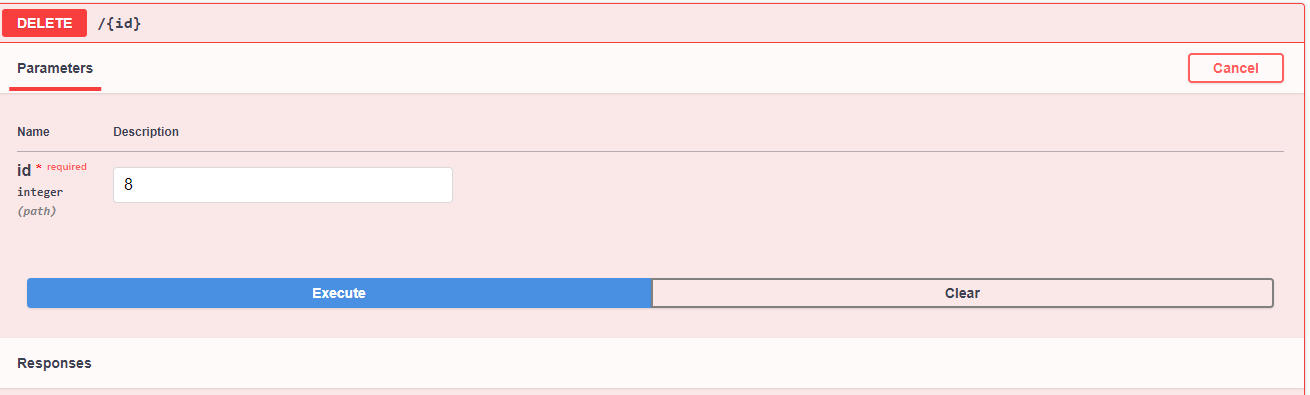 DELETE /{id}
Parameters Cancel
Name Description
id * required
integer
(path)
8
Execute Clear
Responses